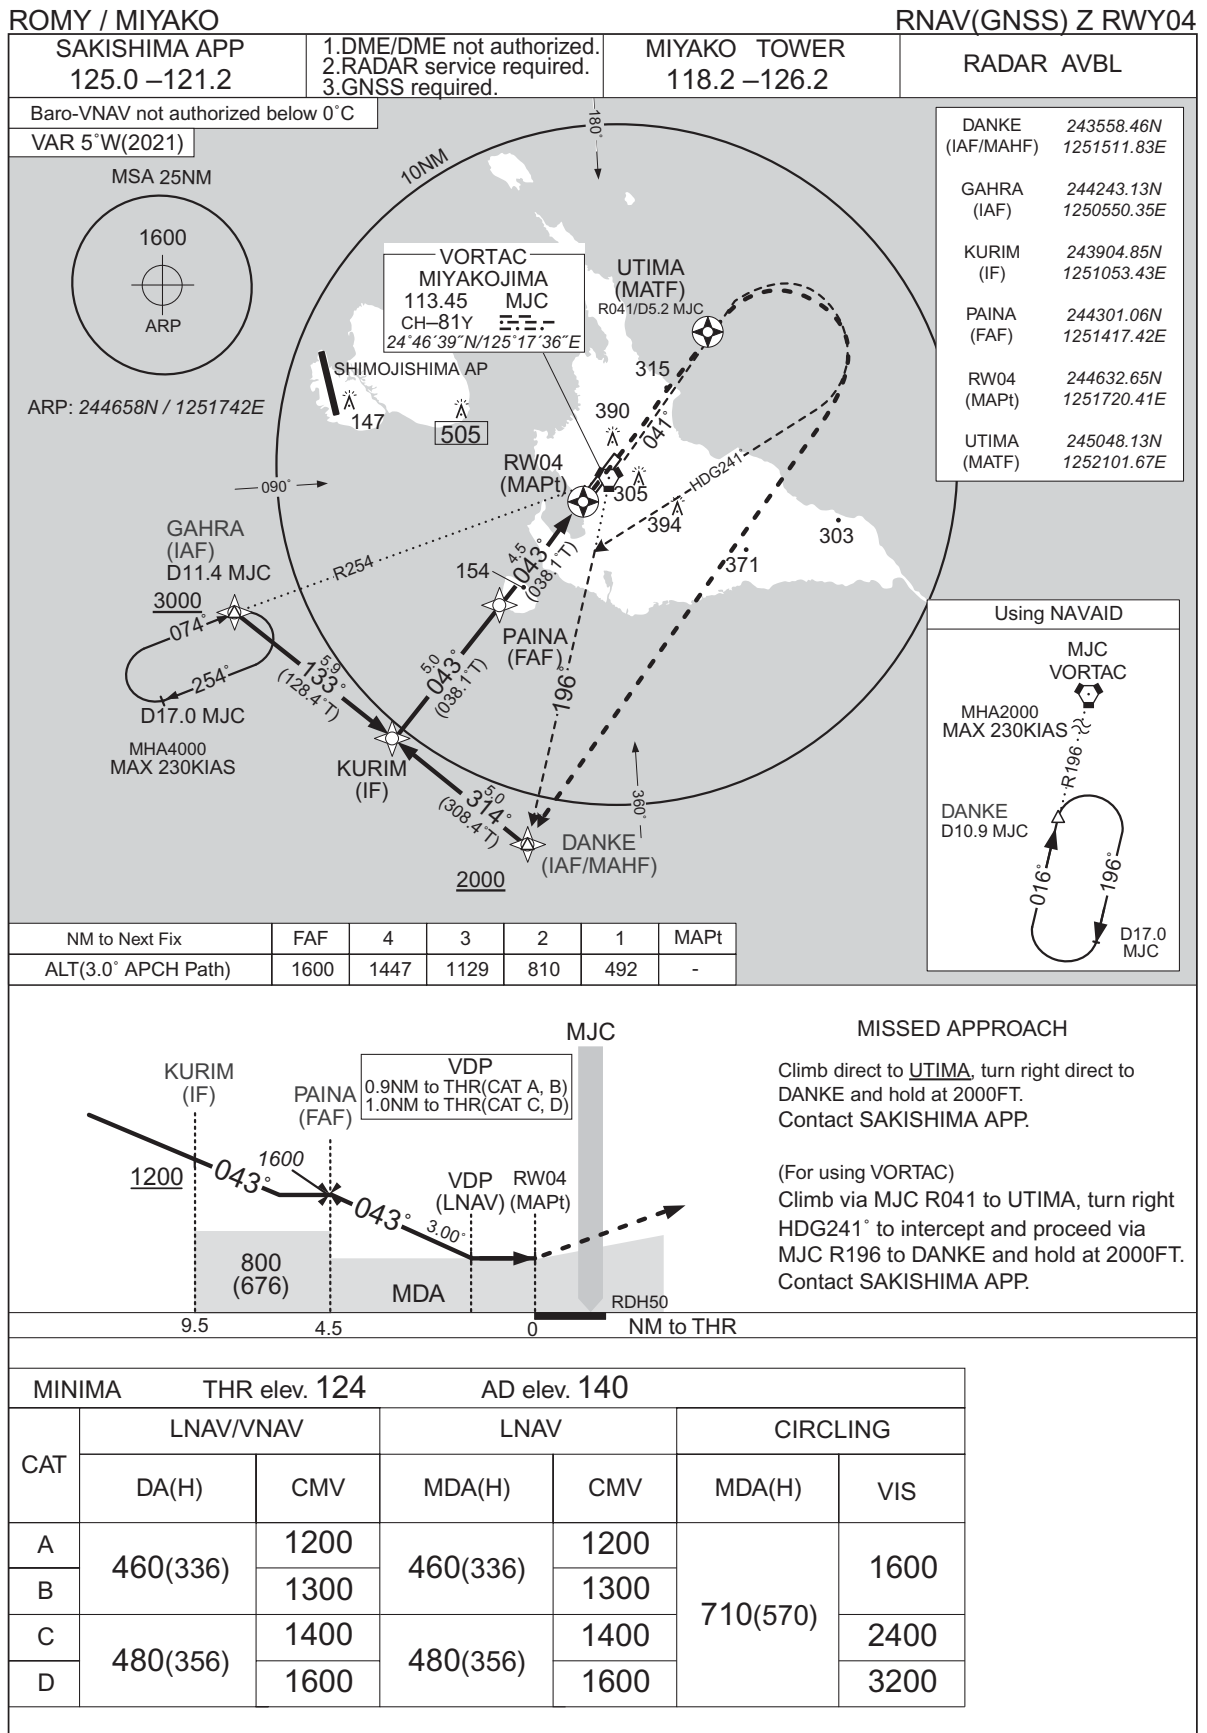 ROMY / MIYAKO
RNAV(GNSS) Z RWY04
SAKISHIMA APP
125.0 –121.2
1.DME/DME not authorized.
2.RADAR service required.
3.GNSS required.
MIYAKO TOWER
118.2 –126.2
RADAR AVBL
Baro-VNAV not authorized below 0˚C
VAR 5˚W(2021)
MSA 25NM
1600
ARP
ARP: 244658N / 1251742E
10NM
180˚
VORTAC
MIYAKOJIMA
113.45 MJC
CH–81Y
24˚46´39˝N/125˚17´36˝E
UTIMA
(MATF)
R041/D5.2 MJC
SHIMOJISHIMA AP
147
505
315
390
041˚
HDG241˚
RW04
(MAPt)
305
394
303
371
090˚
GAHRA
(IAF)
D11.4 MJC
3000
R254
074˚
254˚
D17.0 MJC
MHA4000
MAX 230KIAS
5.9
133˚
(128.4˚T)
154
4.5
043˚
(038.1˚T)
PAINA
(FAF)
5.0
043˚
(038.1˚T)
196˚
KURIM
(IF)
5.0
314˚
(308.4˚T)
360˚
DANKE
(IAF/MAHF)
2000
DANKE 243558.46N
(IAF/MAHF) 1251511.83E
GAHRA 244243.13N
(IAF) 1250550.35E
KURIM 243904.85N
(IF) 1251053.43E
PAINA 244301.06N
(FAF) 1251417.42E
RW04 244632.65N
(MAPt) 1251720.41E
UTIMA 245048.13N
(MATF) 1252101.67E
Using NAVAID
MJC
VORTAC
MHA2000
MAX 230KIAS
R196
DANKE
D10.9 MJC
016˚
196˚
D17.0
MJC
NM to Next Fix FAF 4 3 2 1 MAPt
ALT(3.0˚ APCH Path) 1600 1447 1129 810 492 -
MJC
KURIM
(IF)
PAINA
(FAF)
VDP
0.9NM to THR(CAT A, B)
1.0NM to THR(CAT C, D)
1200
043˚
1600
043˚
3.00˚
VDP
(LNAV)
RW04
(MAPt)
800
(676)
MDA
RDH50
9.5 4.5 0 NM to THR
MISSED APPROACH
Climb direct to UTIMA, turn right direct to
DANKE and hold at 2000FT.
Contact SAKISHIMA APP.
(For using VORTAC)
Climb via MJC R041 to UTIMA, turn right
HDG241˚ to intercept and proceed via
MJC R196 to DANKE and hold at 2000FT.
Contact SAKISHIMA APP.
MINIMA THR elev. 124 AD elev. 140
CAT LNAV/VNAV LNAV CIRCLING
DA(H) CMV MDA(H) CMV MDA(H) VIS
A 460(336) 1200 460(336) 1200 710(570) 1600
B 1300 1300
C 480(356) 1400 480(356) 1400 2400
D 1600 1600 3200